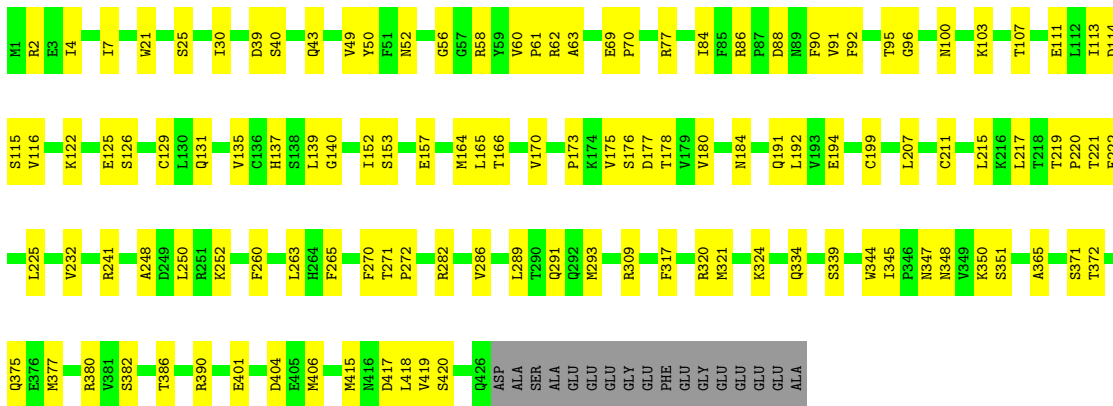 M1 R2 E3 I4 I7 W21 S25 I30 D39 S40 Q43 V49 Y50 F51 N52 G56 G57 R58 Y59 V60 P61 R62 A63 E69 P70 R77 I84 F85 R86 P87 D88 N89 F90 V91 F92 T95 G96 N100 K103 T107 E111 L112 I113
S115 V116 K122 E125 S126 C129 L130 Q131 V135 C136 H137 S138 L139 G140 I152 S153 E157 M164 L165 T166 V170 P173 K174 V175 S176 D177 T178 V179 V180 N184 Q191 L192 V193 E194 C199 L207 C211 L215 K216 L217 T218 T219 P220 T221
L225 V232 R241 A248 D249 L250 R251 K252 F260 L263 H264 F265 F270 T271 P272 R282 V286 L289 T290 Q291 Q292 M293 R309 F317 R320 M321 K324 Q334 S339 W344 I345 P346 N347 N348 V349 K350 S351 A365 S371 T372
Q375 E376 M377 R380 V381 S382 T386 R390 E401 D404 E405 M406 M415 N416 D417 L418 V419 S420 Q426 ASP ALA SER ALA GLU GLU GLU GLY GLU PHE GLU GLY GLU GLU GLU GLU ALA